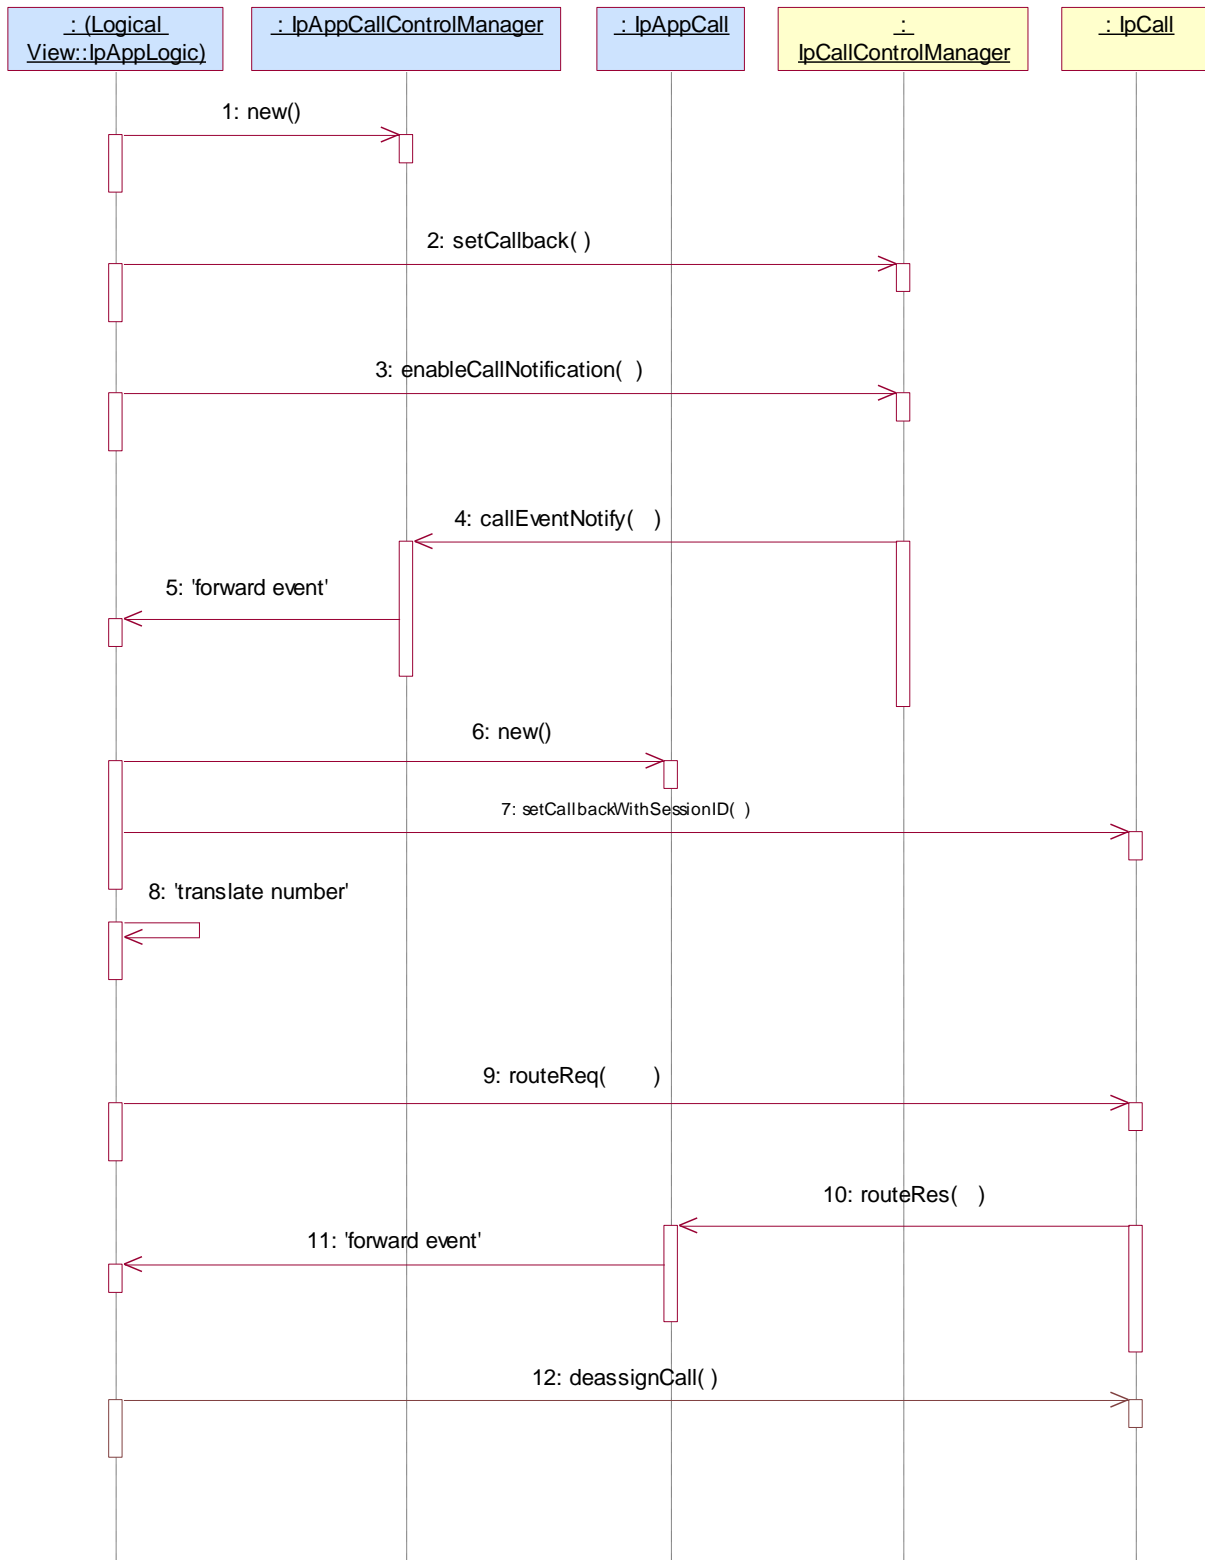 : (Logical
View::IpAppLogic)
: IpAppCallControlManager
: IpAppCall
:
IpCallControlManager
: IpCall
1: new()
2: setCallback( )
3: enableCallNotification(  )
4: callEventNotify(   )
5: 'forward event'
6: new()
7: setCallbackWithSessionID(  )
8: 'translate number'
9: routeReq(        )
10: routeRes(   )
11: 'forward event'
12: deassignCall( )